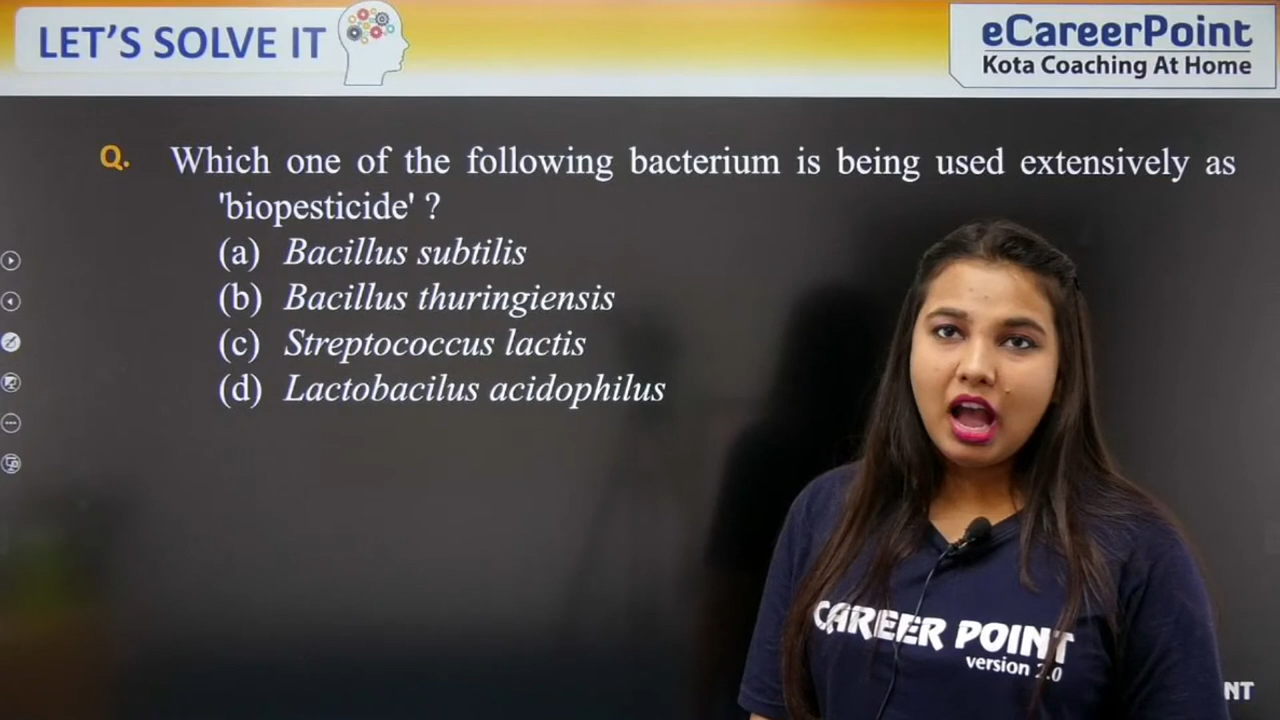 LET'S SOLVE IT
eCareerPoint
Kota Coaching At Home
Q. Which one of the following bacterium is being used extensively as
'biopesticide' ?
(a) Bacillus subtilis
(b) Bacillus thuringiensis
(c) Streptococcus lactis
(d) Lactobacilus acidophilus
CAREER POINT
version 2.0
NT